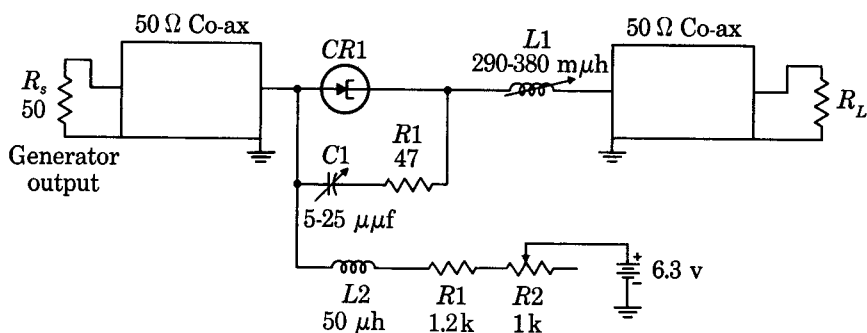 50 Ω Co-ax
50 Ω Co-ax
CR1
L1
290-380 mμh
R_s
50
R_L
Generator
output
C1
R1
47
5-25 μμf
+
-
6.3 v
L2
R1
R2
50 μh
1.2k
1k